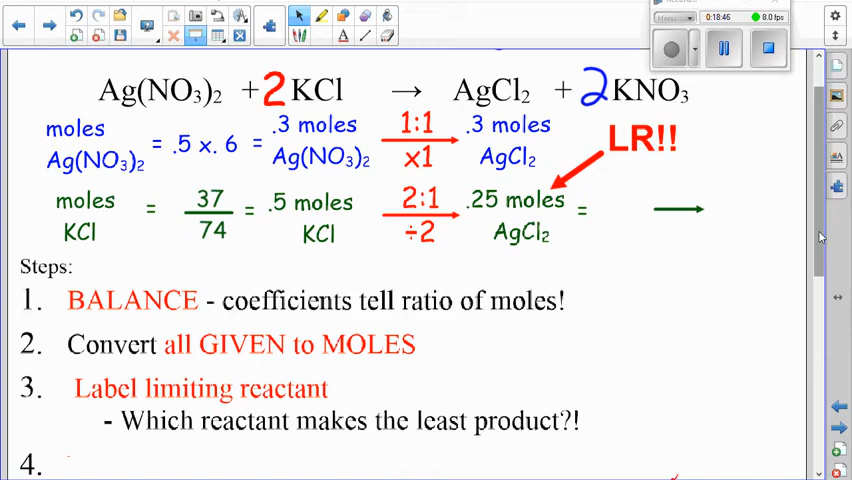 0:18:46 8.0 fps
Menu
Ag(NO3)2 + 2 KCl → AgCl2 + 2 KNO3
moles Ag(NO3)2 = .5 x. 6 = .3 moles Ag(NO3)2 1:1 x1 .3 moles AgCl2
LR!!
moles KCl = 37 74 = .5 moles KCl 2:1 ÷2 .25 moles AgCl2 =
Steps:
1. BALANCE - coefficients tell ratio of moles!
2. Convert all GIVEN to MOLES
3. Label limiting reactant
- Which reactant makes the least product?!
4.